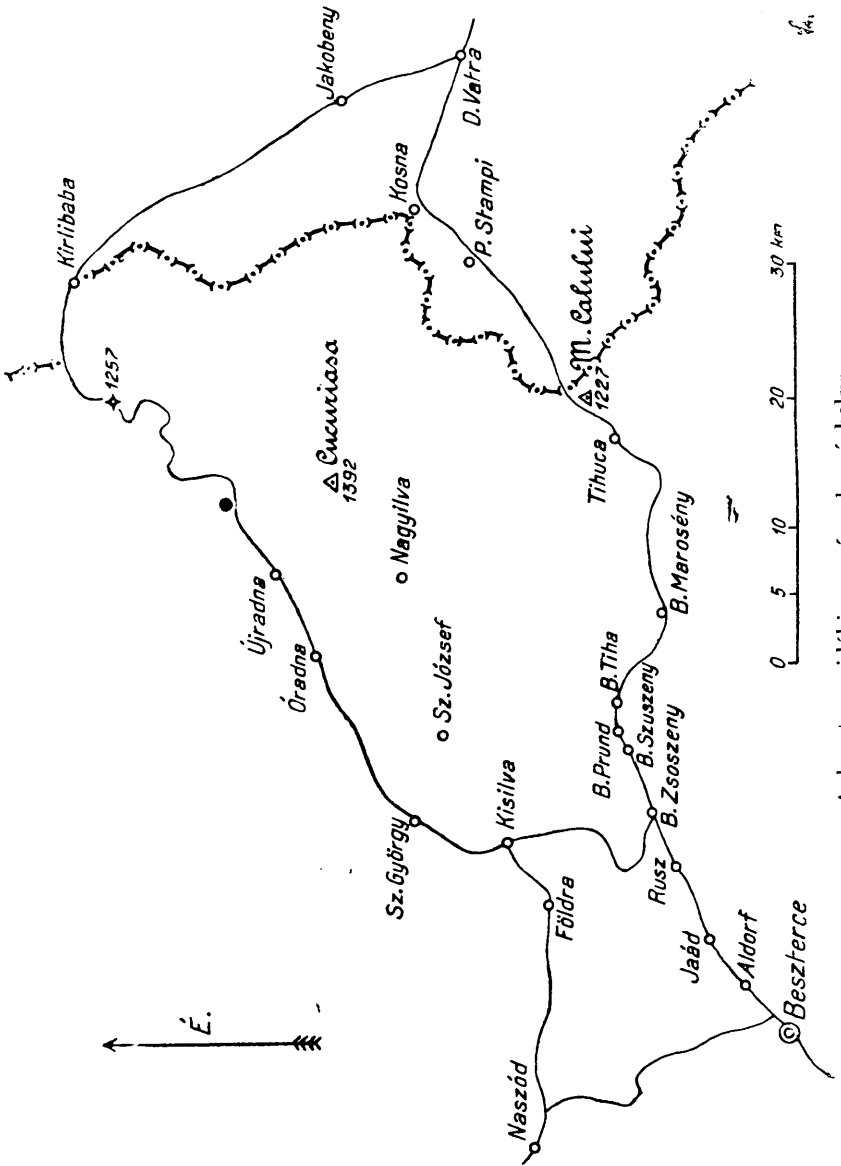 É.
Kirlibaba
Jakobeny
D. Vatra
Kosna
P. Stampi
1257
Cucuriasa
1392
M. Calului
1227
Tihuca
Nagyilva
Újradna
Óradna
Sz. József
Sz. György
Kisilva
Földra
Naszód
B. Marosény
B. Tiha
B. Prund
B. Szuszeny
B. Zsoszeny
Rusz
Jaád
Aldorf
Beszterce
0 5 10 20 30 km